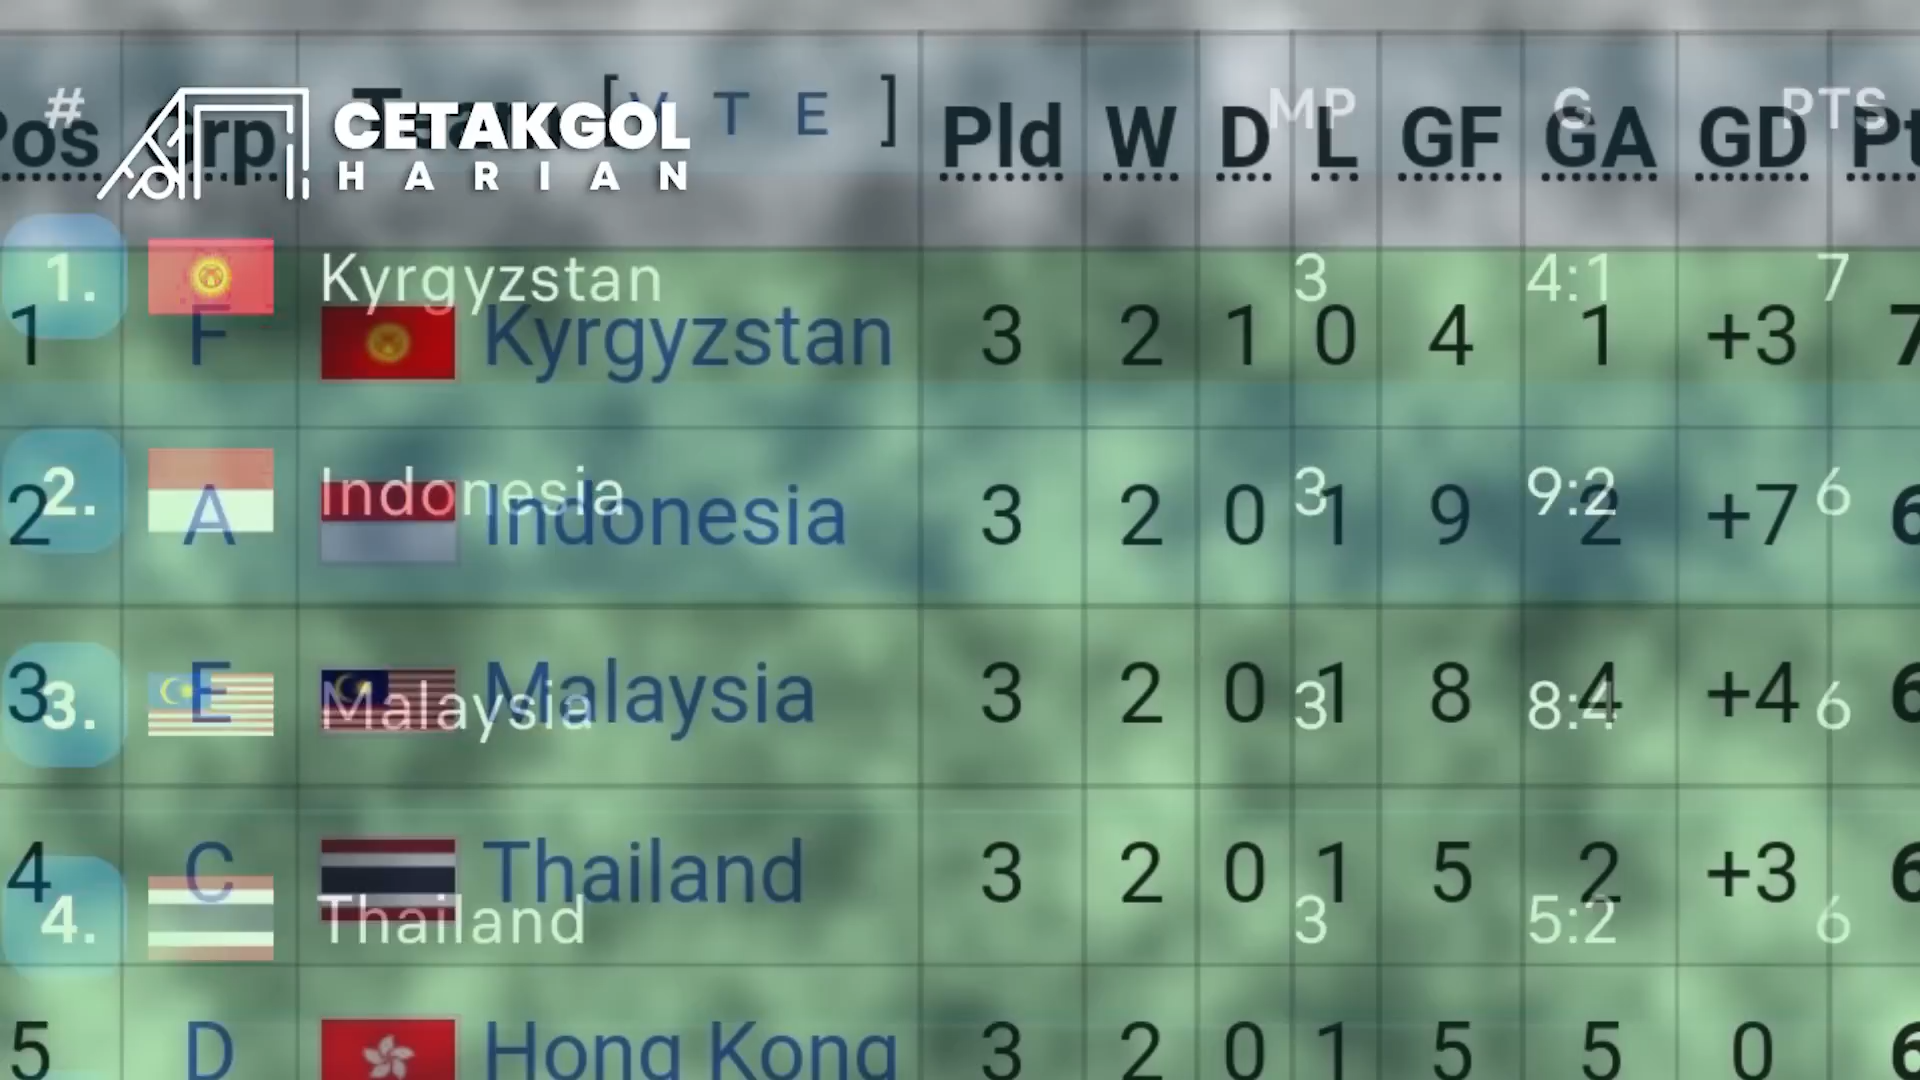 # MP G PTS
CETAKGOL
HARIAN
Pos Grp [ V T E ] Pld W D L GF GA GD
1. Kyrgyzstan 3 4:1 7
1 F Kyrgyzstan 3 2 1 0 4 1 +3 7
2. Indonesia 3 9:2 6
2 A Indonesia 3 2 0 1 9 2 +7 6
3 E Malaysia 3 2 0 1 8 4 +4 6
3. Malaysia 3 8:4 6
4 C Thailand 3 2 0 1 5 2 +3 6
4. Thailand 3 5:2 6
5 D Hong Kong 3 2 0 1 5 5 0 6